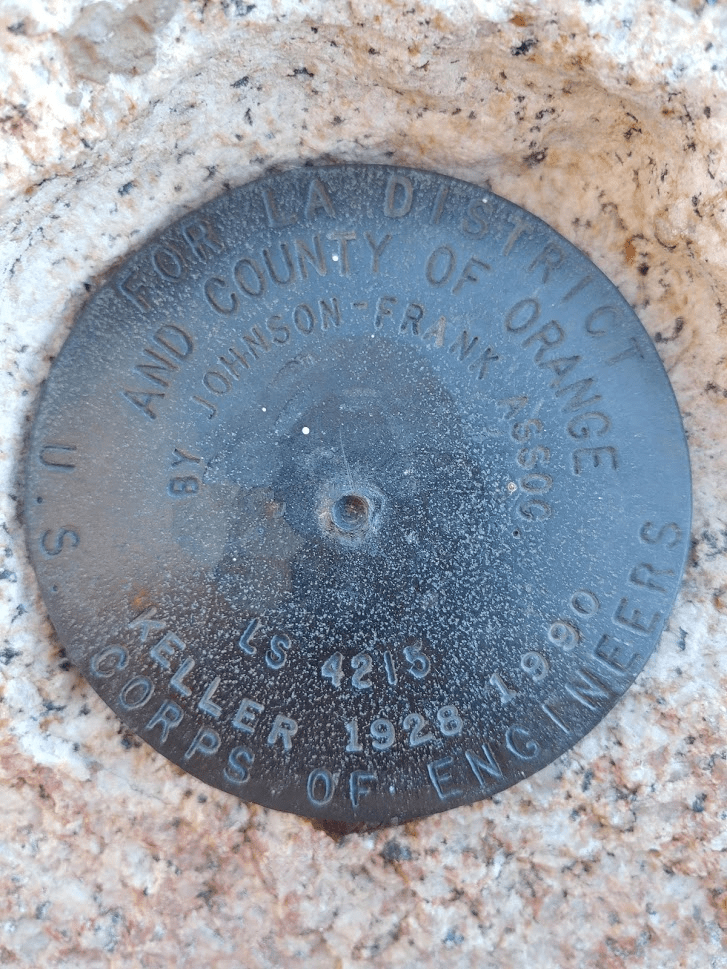 FOR LA DISTRICT
AND COUNTY OF ORANGE
BY JOHNSON-FRANK ASSOC.
LS 4215
KELLER 1928 1990
U.S. CORPS OF ENGINEERS